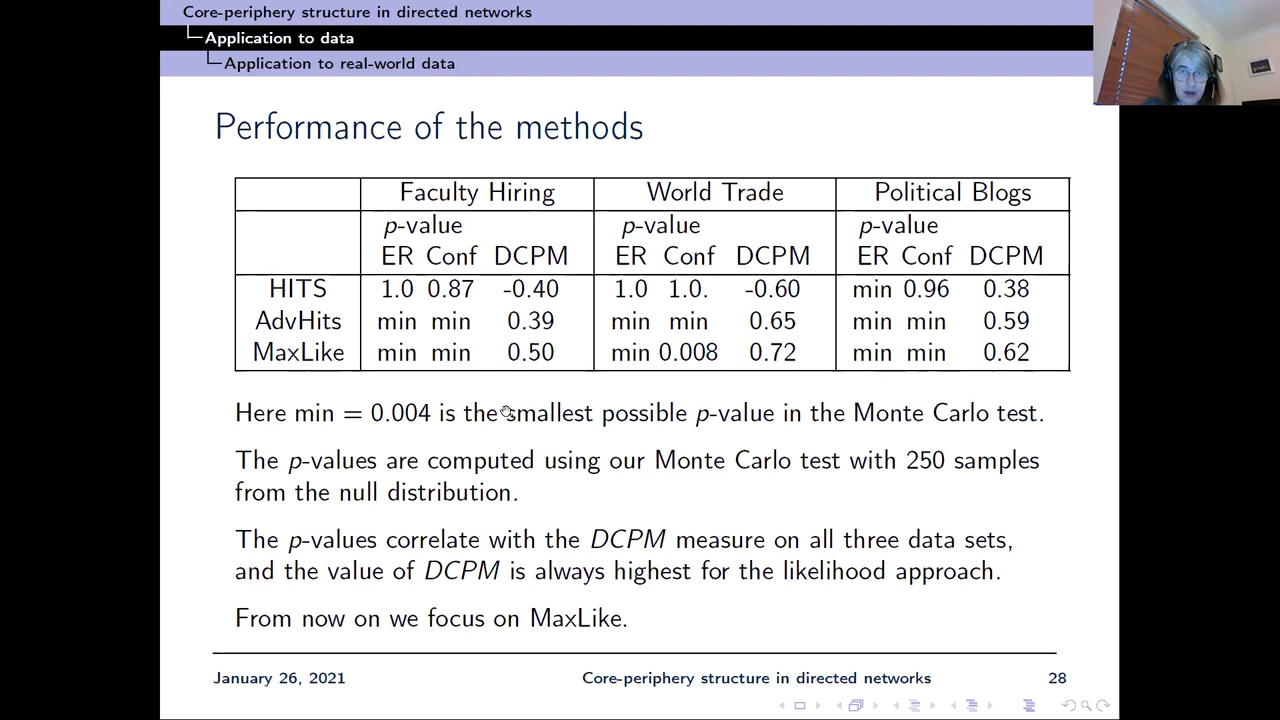 Core-periphery structure in directed networks
Application to data
Application to real-world data
Performance of the methods
Faculty Hiring World Trade Political Blogs
p-value p-value p-value
ER Conf DCPM ER Conf DCPM ER Conf DCPM
HITS 1.0 0.87 -0.40 1.0 1.0. -0.60 min 0.96 0.38
AdvHits min min 0.39 min min 0.65 min min 0.59
MaxLike min min 0.50 min 0.008 0.72 min min 0.62
Here min = 0.004 is the smallest possible p-value in the Monte Carlo test.
The p-values are computed using our Monte Carlo test with 250 samples
from the null distribution.
The p-values correlate with the DCPM measure on all three data sets,
and the value of DCPM is always highest for the likelihood approach.
From now on we focus on MaxLike.
January 26, 2021 Core-periphery structure in directed networks 28